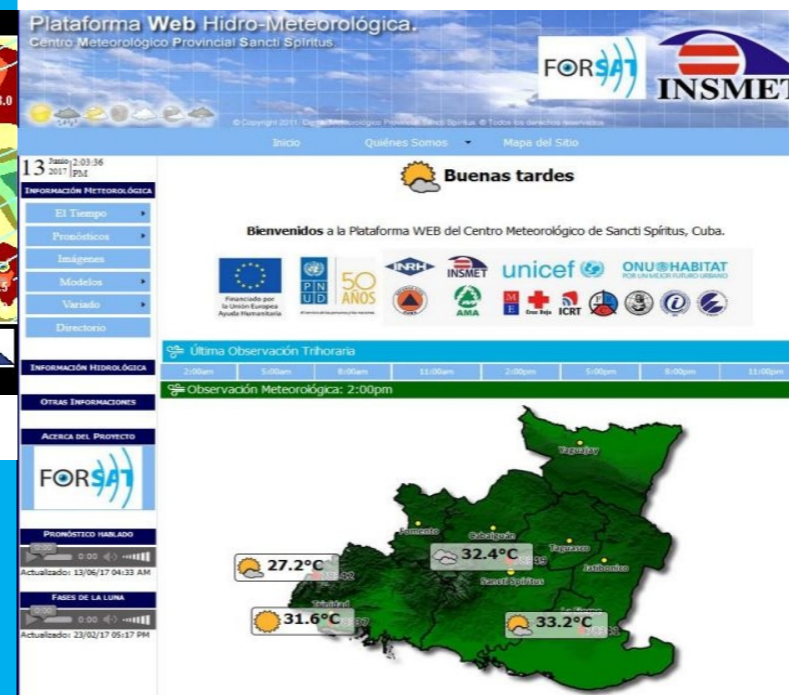 Plataforma Web Hidro-Meteorológica.
Centro Meteorológico Provincial Sancti Spíritus
FORSAT
INSMET
Inicio
Quiénes Somos
Mapa del Sitio
13 Junio 2017 2:03:36 PM
Buenas tardes
INFORMACIÓN METEOROLÓGICA
El Tiempo
Pronósticos
Imágenes
Modelos
Variado
Directorio
Bienvenidos a la Plataforma WEB del Centro Meteorológico de Sancti Spíritus, Cuba.
Financiado por
la Unión Europea
Ayuda Humanitaria
PNUD
50
AÑOS
INRH
INSMET
unicef
ONU HABITAT
POR UN MEJOR FUTURO URBANO
AMA
Cruz Roja
ICRT
INFORMACIÓN HIDROLÓGICA
OTRAS INFORMACIONES
ACERCA DEL PROYECTO
FORSAT
PRONÓSTICO HABLADO
0:00
Actualizado: 13/06/17 04:33 AM
FASES DE LA LUNA
0:00
Actualizado: 23/02/17 05:17 PM
Última Observación Trihoraria
2:00am 5:00am 8:00am 11:00am 2:00pm 5:00pm 8:00pm 11:00pm
Observación Meteorológica: 2:00pm
Yaguajay
Fomento
Cabaiguán
Taguasco
Jatibonico
Sancti Spíritus
27.2°C
32.4°C
Trinidad
31.6°C
33.2°C